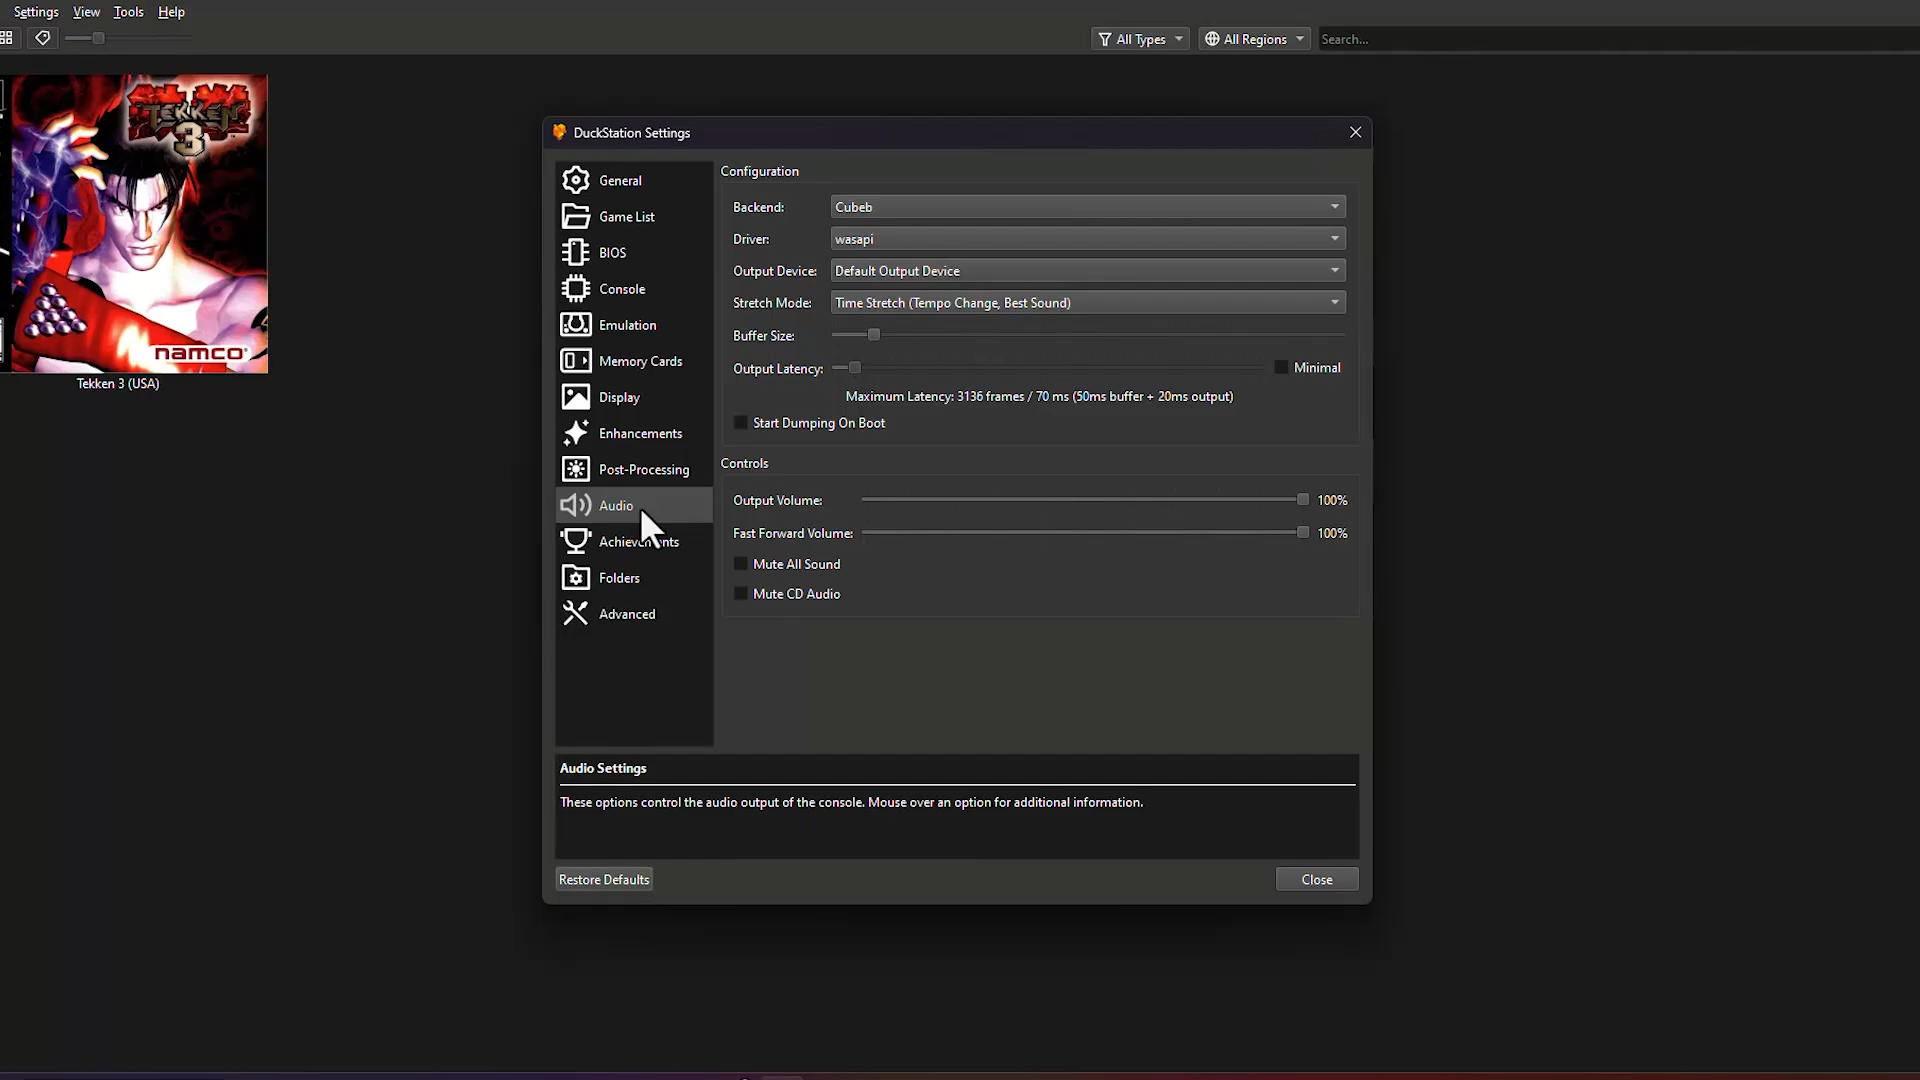 Settings View Tools Help
All Types All Regions Search...
TEKKEN
3
namco
Tekken 3 (USA)
DuckStation Settings
General
Game List
BIOS
Console
Emulation
Memory Cards
Display
Enhancements
Post-Processing
Audio
Achievements
Folders
Advanced
Configuration
Backend: Cubeb
Driver: wasapi
Output Device: Default Output Device
Stretch Mode: Time Stretch (Tempo Change, Best Sound)
Buffer Size:
Output Latency: Minimal
Maximum Latency: 3136 frames / 70 ms (50ms buffer + 20ms output)
Start Dumping On Boot
Controls
Output Volume: 100%
Fast Forward Volume: 100%
Mute All Sound
Mute CD Audio
Audio Settings
These options control the audio output of the console. Mouse over an option for additional information.
Restore Defaults Close